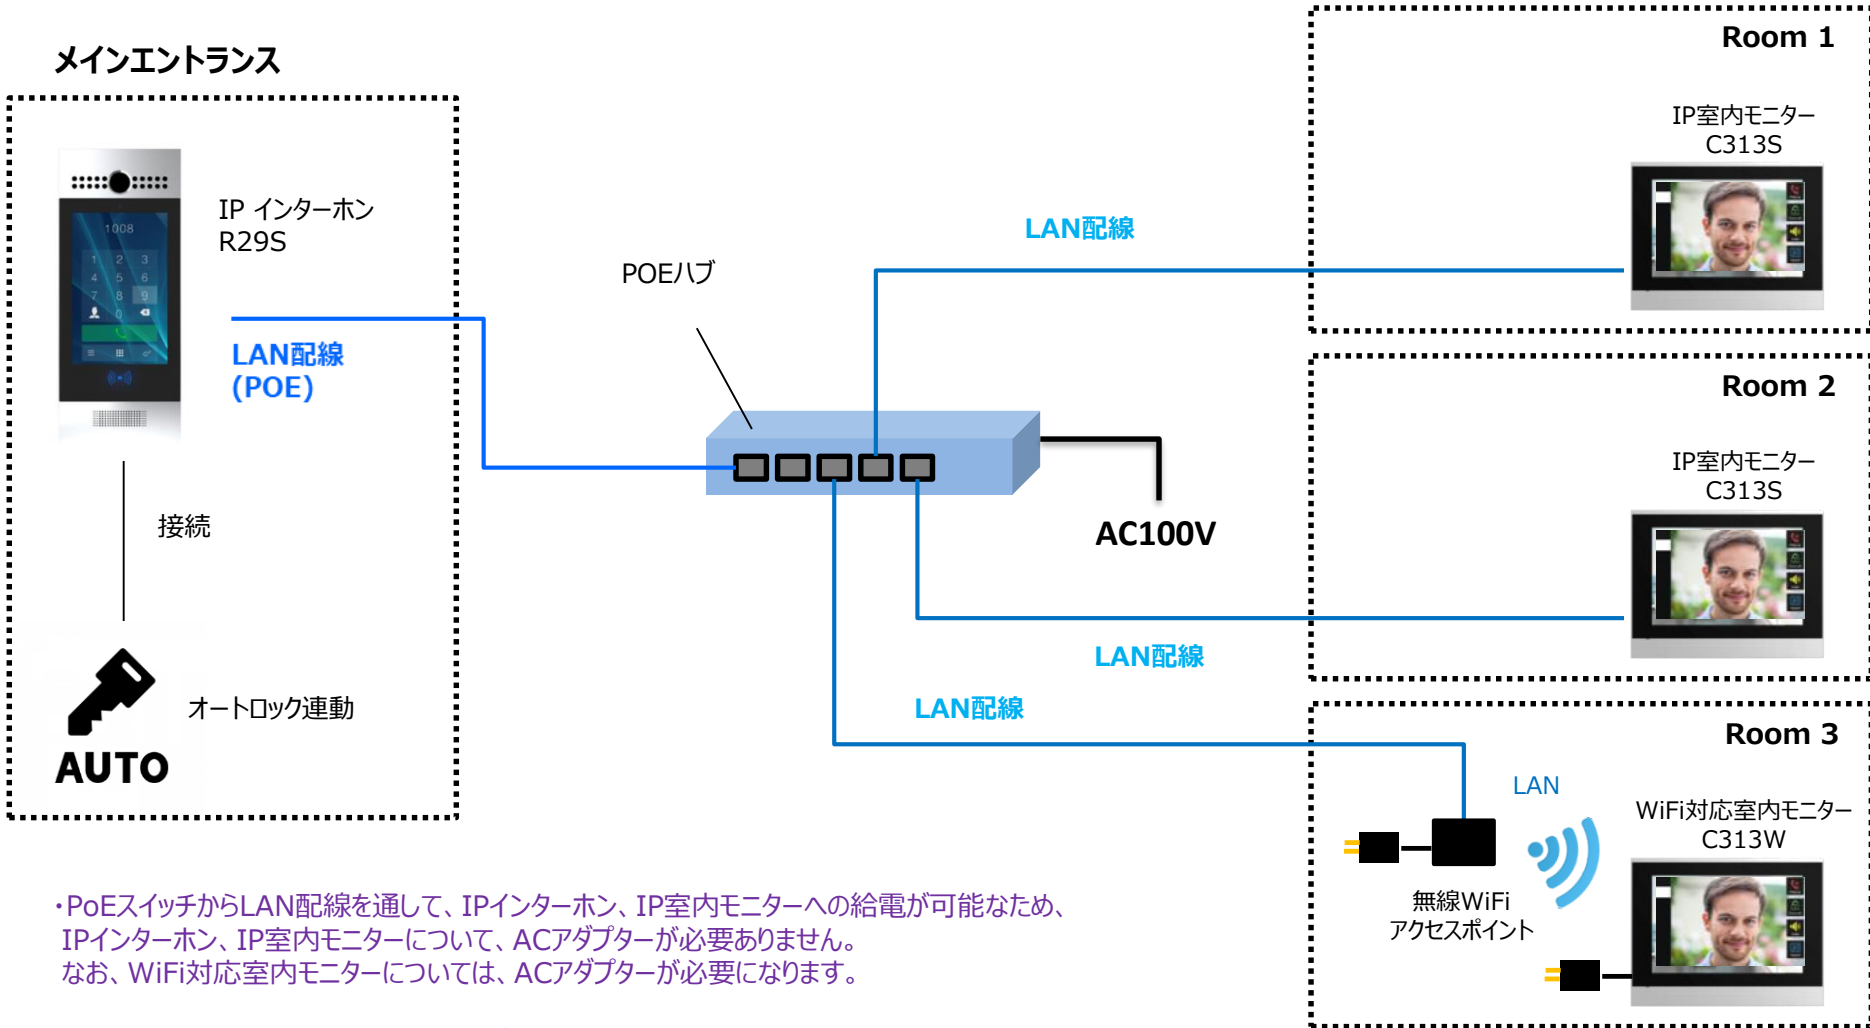 メインエントランス
IP インターホン
R29S
1008
1 2 3
4 5 6
7 8 9
0
LAN配線
(POE)
接続
オートロック連動
AUTO
POEハブ
AC100V
LAN配線
LAN配線
LAN配線
Room 1
IP室内モニター
C313S
Room 2
IP室内モニター
C313S
Room 3
LAN
WiFi対応室内モニター
C313W
無線WiFi
アクセスポイント
・PoEスイッチからLAN配線を通して、IPインターホン、IP室内モニターへの給電が可能なため、
IPインターホン、IP室内モニターについて、ACアダプターが必要ありません。
なお、WiFi対応室内モニターについては、ACアダプターが必要になります。